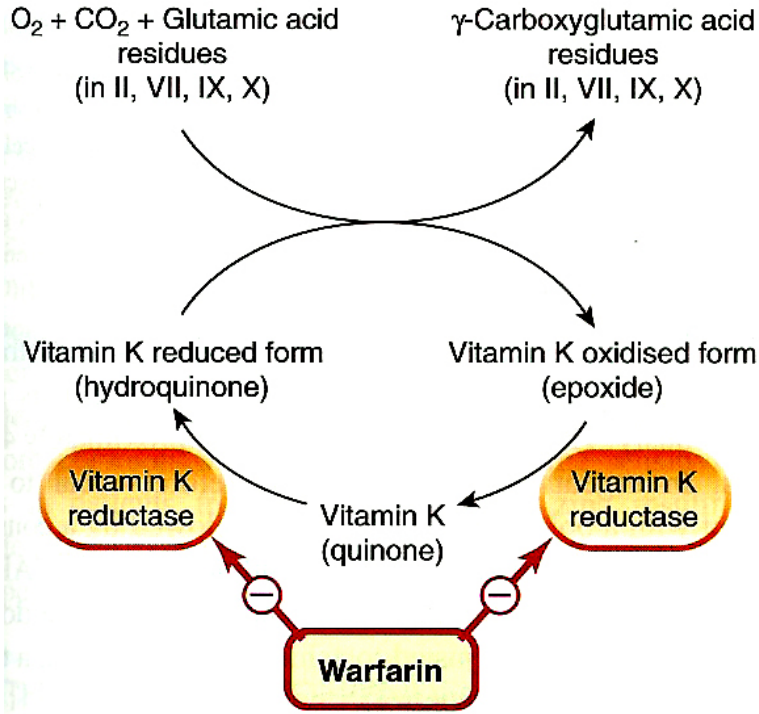 O₂ + CO₂ + Glutamic acid
residues
(in II, VII, IX, X)
γ-Carboxyglutamic acid
residues
(in II, VII, IX, X)
Vitamin K reduced form
(hydroquinone)
Vitamin K oxidised form
(epoxide)
Vitamin K
reductase
Vitamin K
(quinone)
Vitamin K
reductase
Warfarin